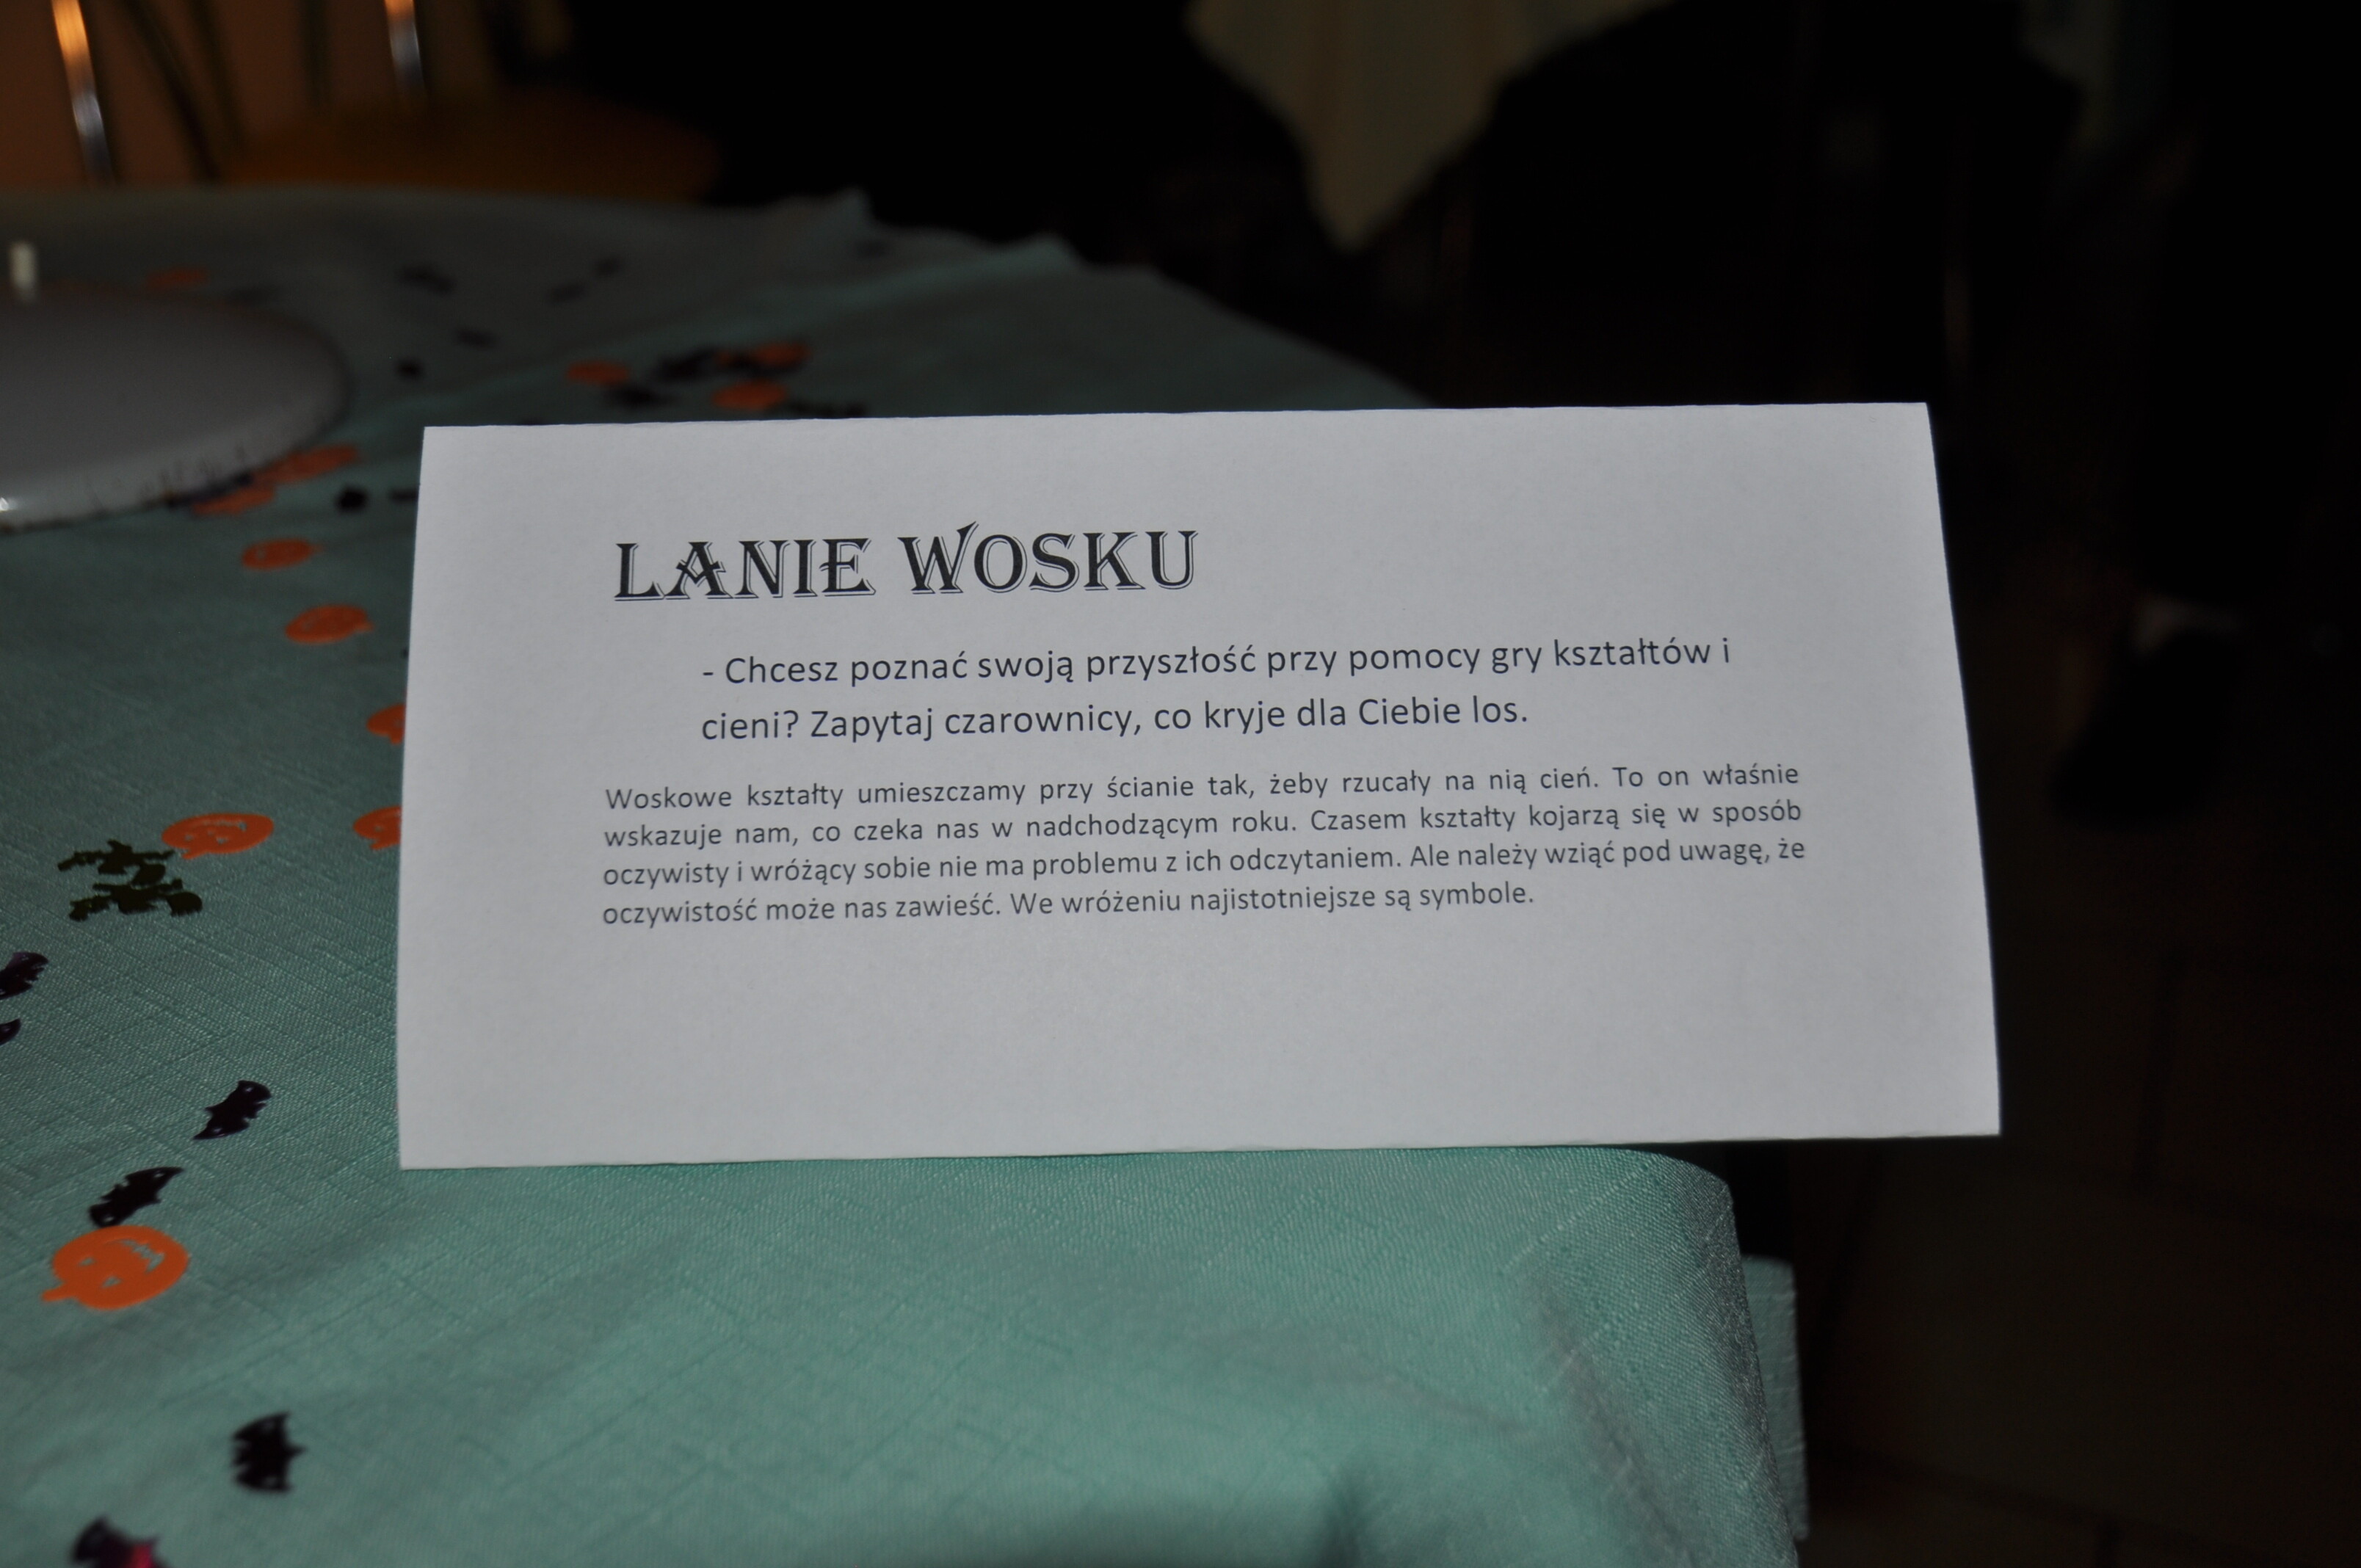 LANIE WOSKU
- Chcesz poznać swoją przyszłość przy pomocy gry kształtów i
cieni? Zapytaj czarownicy, co kryje dla Ciebie los.
Woskowe kształty umieszczamy przy ścianie tak, żeby rzucały na nią cień. To on właśnie
wskazuje nam, co czeka nas w nadchodzącym roku. Czasem kształty kojarzą się w sposób
oczywisty i wróżący sobie nie ma problemu z ich odczytaniem. Ale należy wziąć pod uwagę, że
oczywistość może nas zawieść. We wróżeniu najistotniejsze są symbole.